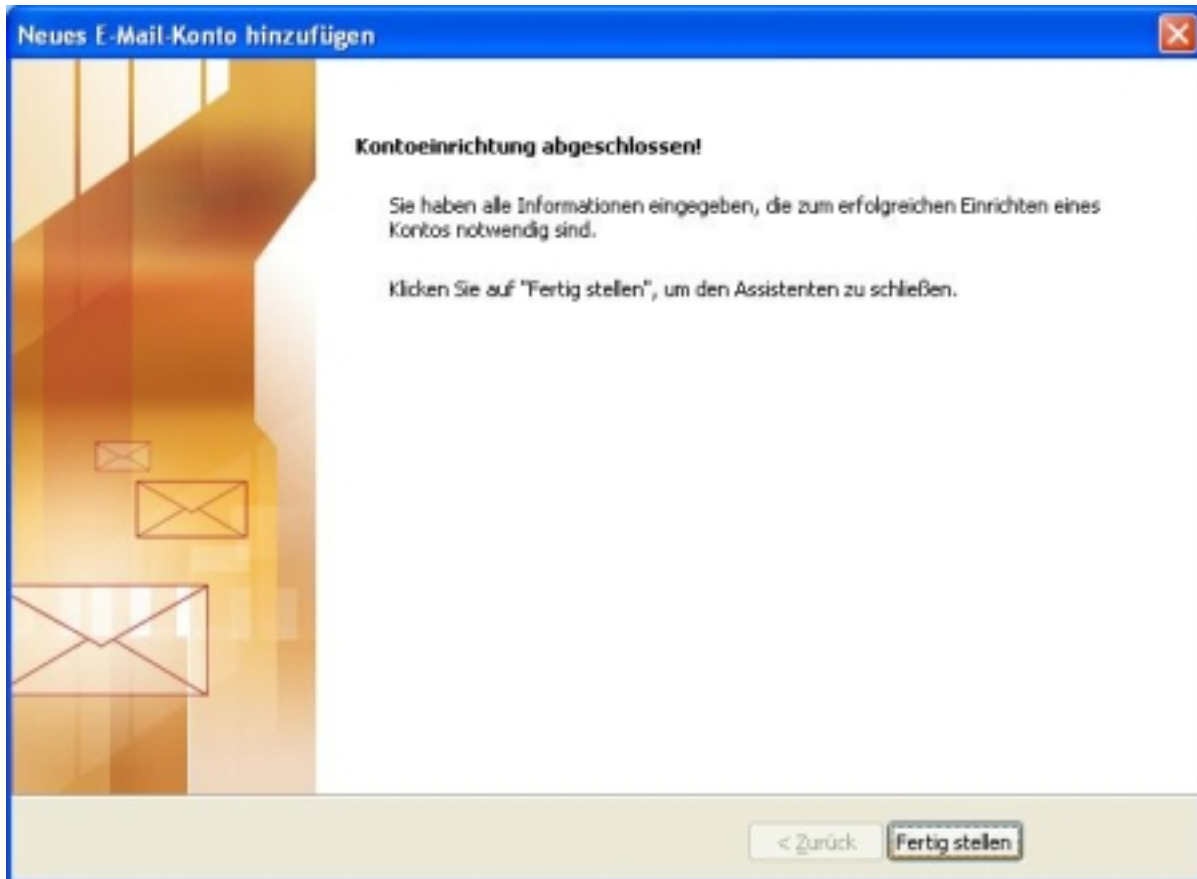 Neues E-Mail-Konto hinzufügen
Kontoeinrichtung abgeschlossen!
Sie haben alle Informationen eingegeben, die zum erfolgreichen Einrichten eines
Kontos notwendig sind.
Klicken Sie auf "Fertig stellen", um den Assistenten zu schließen.
< Zurück
Fertig stellen